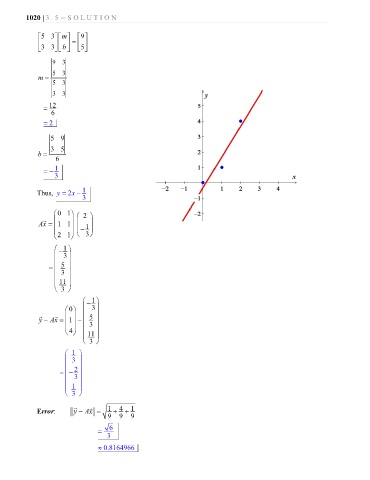 1020 | 3 . 5 – S O L U T I O N
[5 3; 3 3][m; b] = [9; 5]
m = |9 3; 5 3| / |5 3; 3 3|
= 12/6
= 2
b = |5 9; 3 5| / 6
= −1/3
Thus, y = 2x − 1/3
Ax⃗ = (0 1; 1 1; 2 1)(2; −1/3)
= (−1/3; 5/3; 11/3)
y⃗ − Ax⃗ = (0; 1; 4) − (−1/3; 5/3; 11/3)
= (1/3; −2/3; 1/3)
Error: ||y⃗ − Ax⃗|| = √(1/9 + 4/9 + 1/9)
= √6/3
≈ 0.8164966
y
5
4
3
2
1
x
−2 −1 1 2 3 4
−1
−2